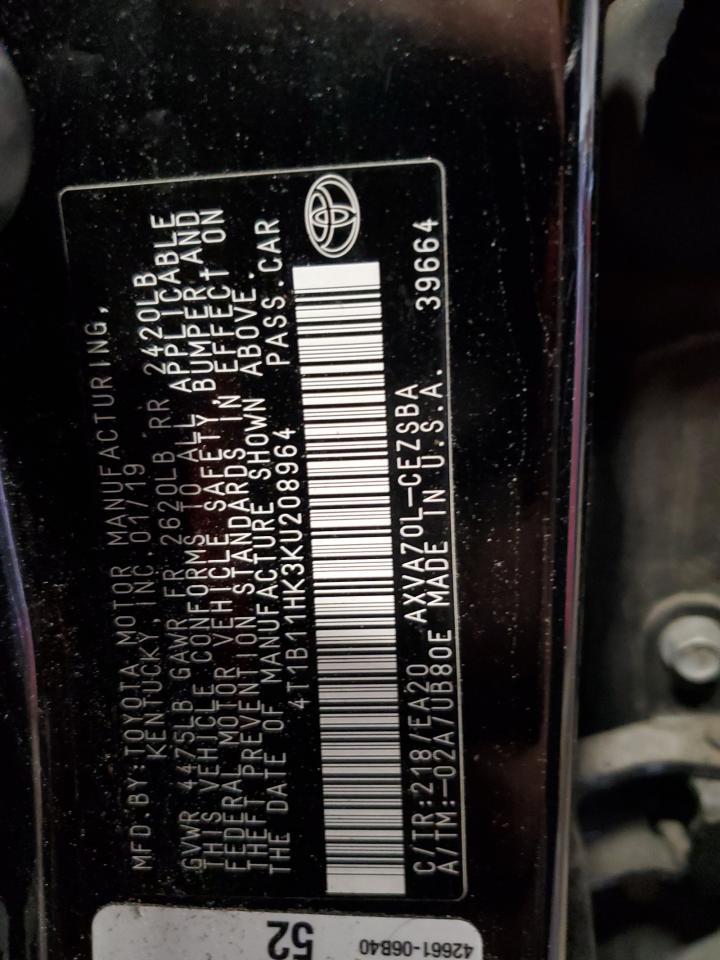 MFD.BY:TOYOTA MOTOR MANUFACTURING,
KENTUCKY, INC.01/19
GVWR 4475LB GAWR FR 2620LB RR 2420LB
THIS VEHICLE CONFORMS TO ALL APPLICABLE
FEDERAL MOTOR VEHICLE SAFETY,BUMPER,AND
THEFT PREVENTION STANDARDS IN EFFECT ON
THE DATE OF MANUFACTURE SHOWN ABOVE.
4T1B11HK3KU208964 PASS.CAR
C/TR:218/EA20 AXVA70L-CEZSBA
A/TM:-02A/UB80E MADE IN U.S.A. 39664
52
42661-06B40